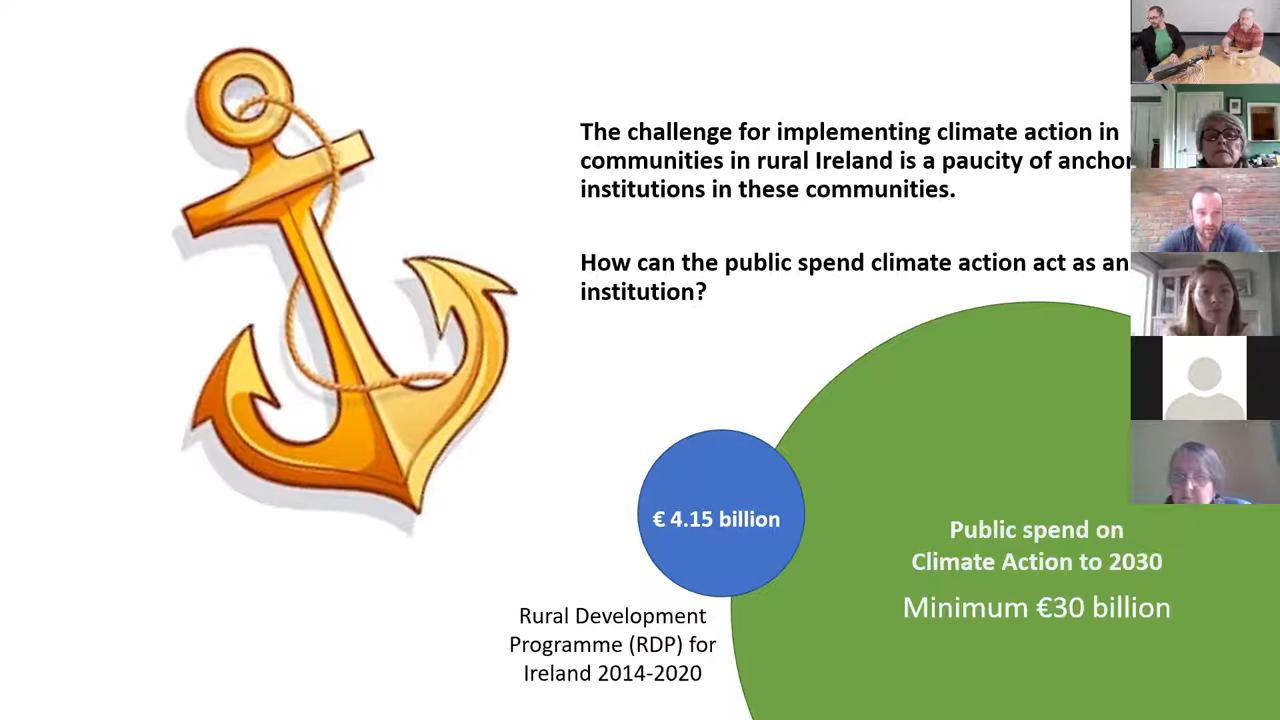 The challenge for implementing climate action in
communities in rural Ireland is a paucity of anchor
institutions in these communities.
How can the public spend climate action act as an
institution?
€ 4.15 billion
Public spend on
Climate Action to 2030
Minimum €30 billion
Rural Development
Programme (RDP) for
Ireland 2014-2020